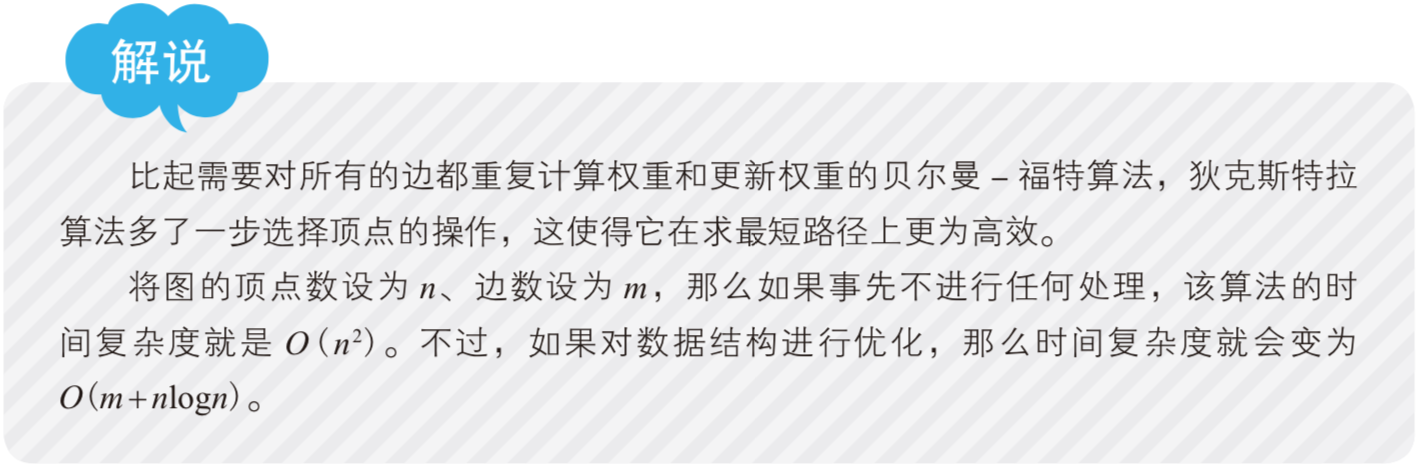 解说
比起需要对所有的边都重复计算权重和更新权重的贝尔曼–福特算法，狄克斯特拉
算法多了一步选择顶点的操作，这使得它在求最短路径上更为高效。
将图的顶点数设为 n、边数设为 m，那么如果事先不进行任何处理，该算法的时
间复杂度就是 O(n²)。不过，如果对数据结构进行优化，那么时间复杂度就会变为
O(m+nlogn)。